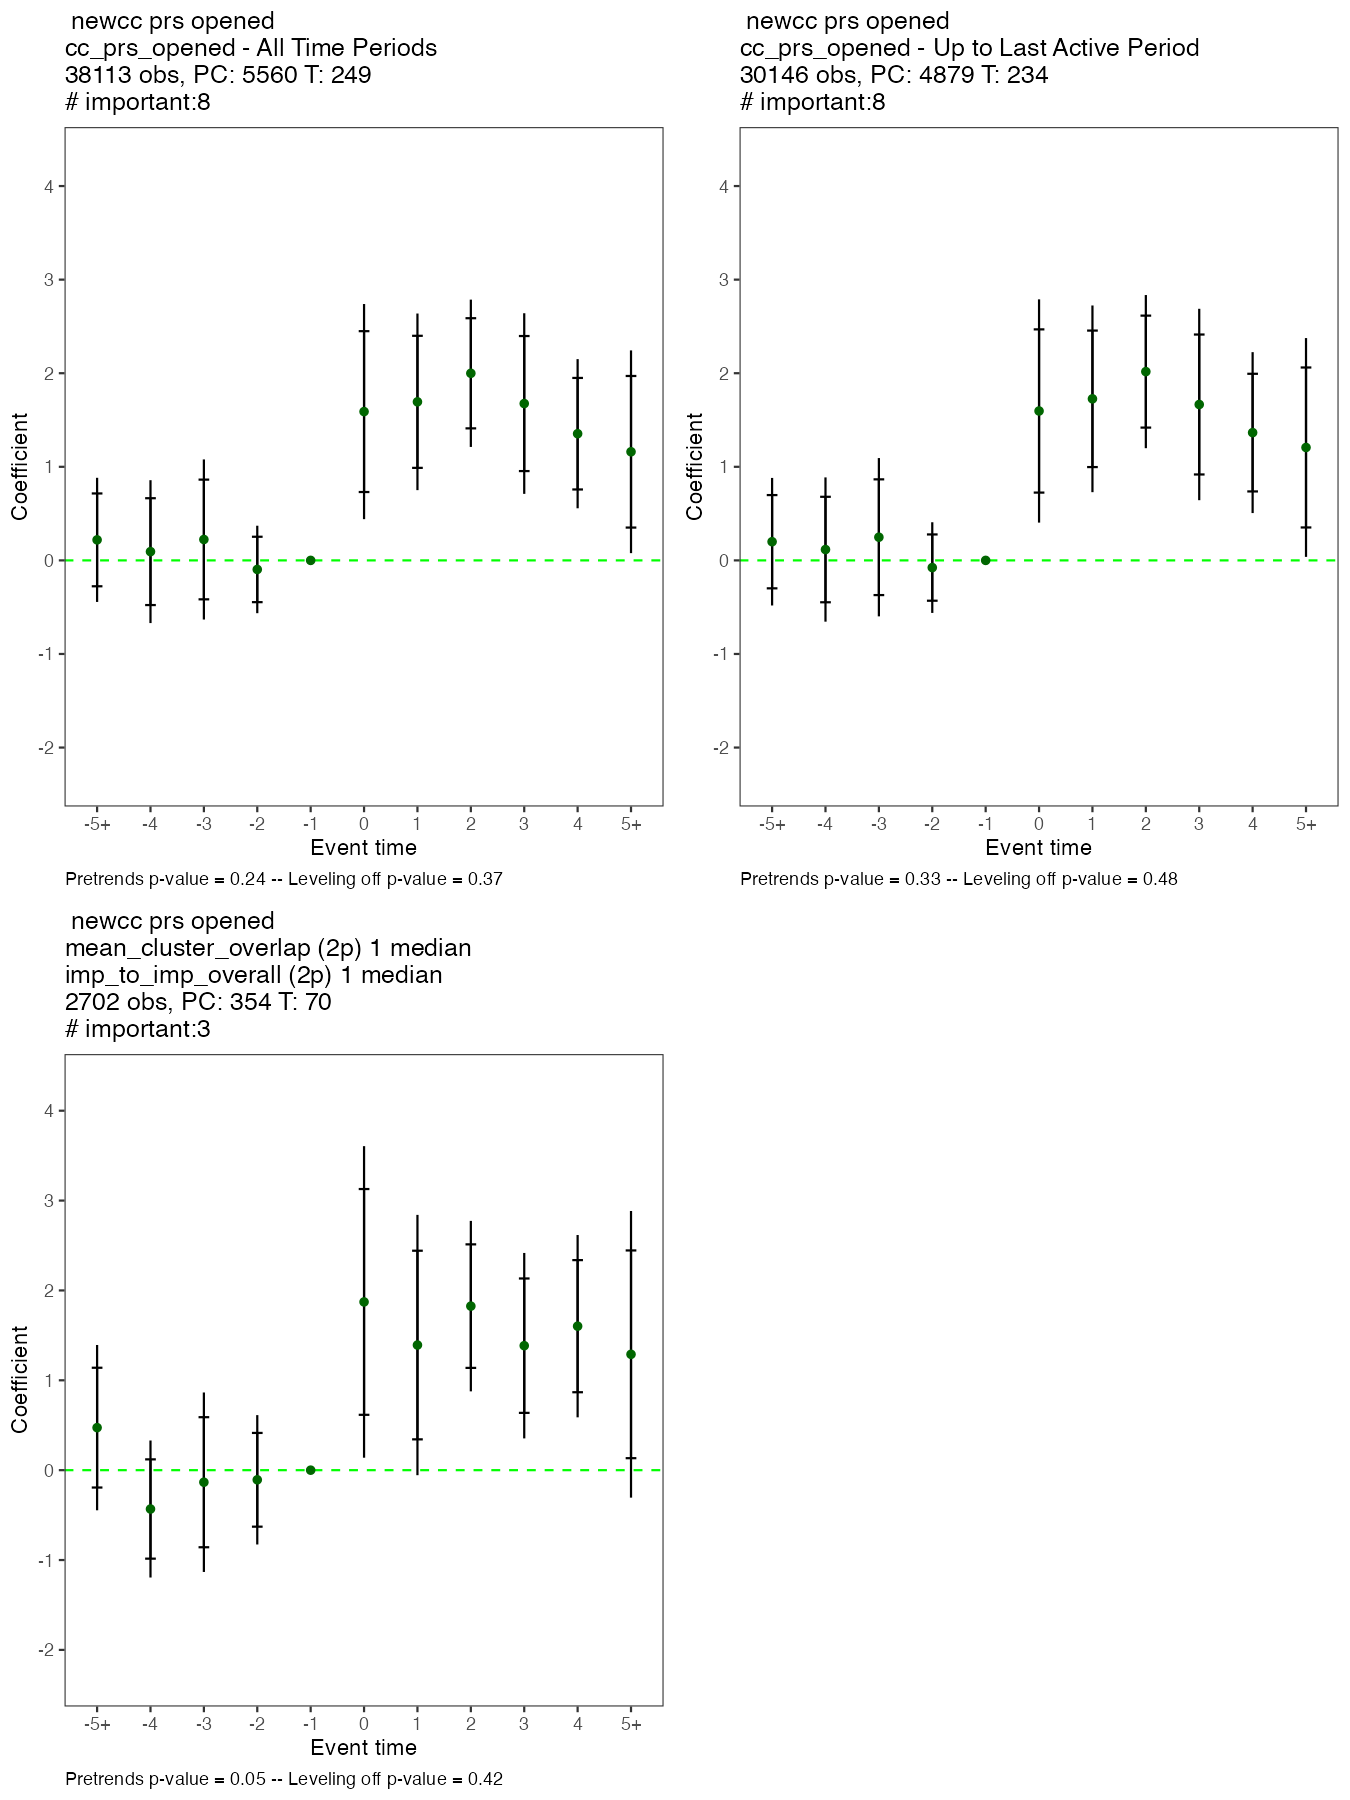 newcc prs opened
cc_prs_opened - All Time Periods
38113 obs, PC: 5560 T: 249
# important:8
4
3
2
1
0
-1
-2
Coefficient
-5+ -4 -3 -2 -1 0 1 2 3 4 5+
Event time
Pretrends p-value = 0.24 -- Leveling off p-value = 0.37
newcc prs opened
cc_prs_opened - Up to Last Active Period
30146 obs, PC: 4879 T: 234
# important:8
4
3
2
1
0
-1
-2
Coefficient
-5+ -4 -3 -2 -1 0 1 2 3 4 5+
Event time
Pretrends p-value = 0.33 -- Leveling off p-value = 0.48
newcc prs opened
mean_cluster_overlap (2p) 1 median
imp_to_imp_overall (2p) 1 median
2702 obs, PC: 354 T: 70
# important:3
4
3
2
1
0
-1
-2
Coefficient
-5+ -4 -3 -2 -1 0 1 2 3 4 5+
Event time
Pretrends p-value = 0.05 -- Leveling off p-value = 0.42